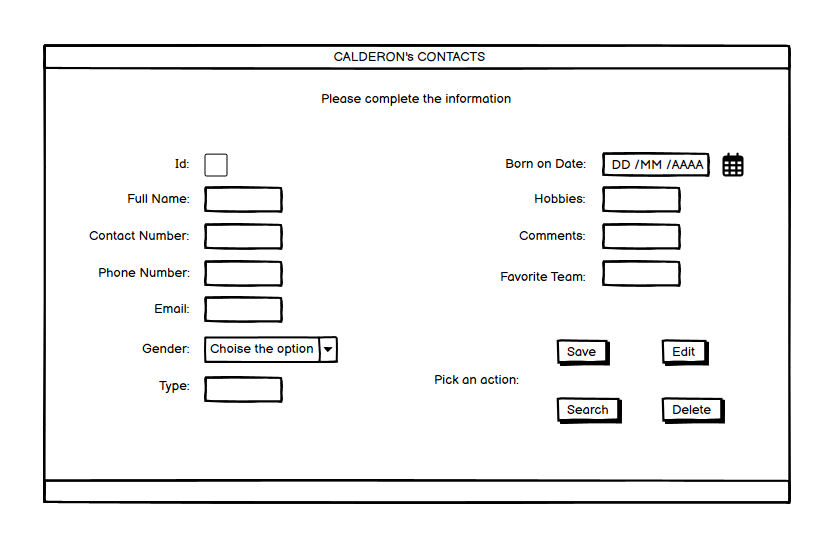 CALDERON's CONTACTS
Please complete the information
Id:
Full Name:
Contact Number:
Phone Number:
Email:
Gender: Choise the option
Type:
Born on Date: DD /MM /AAAA
Hobbies:
Comments:
Favorite Team:
Pick an action:
Save Edit
Search Delete